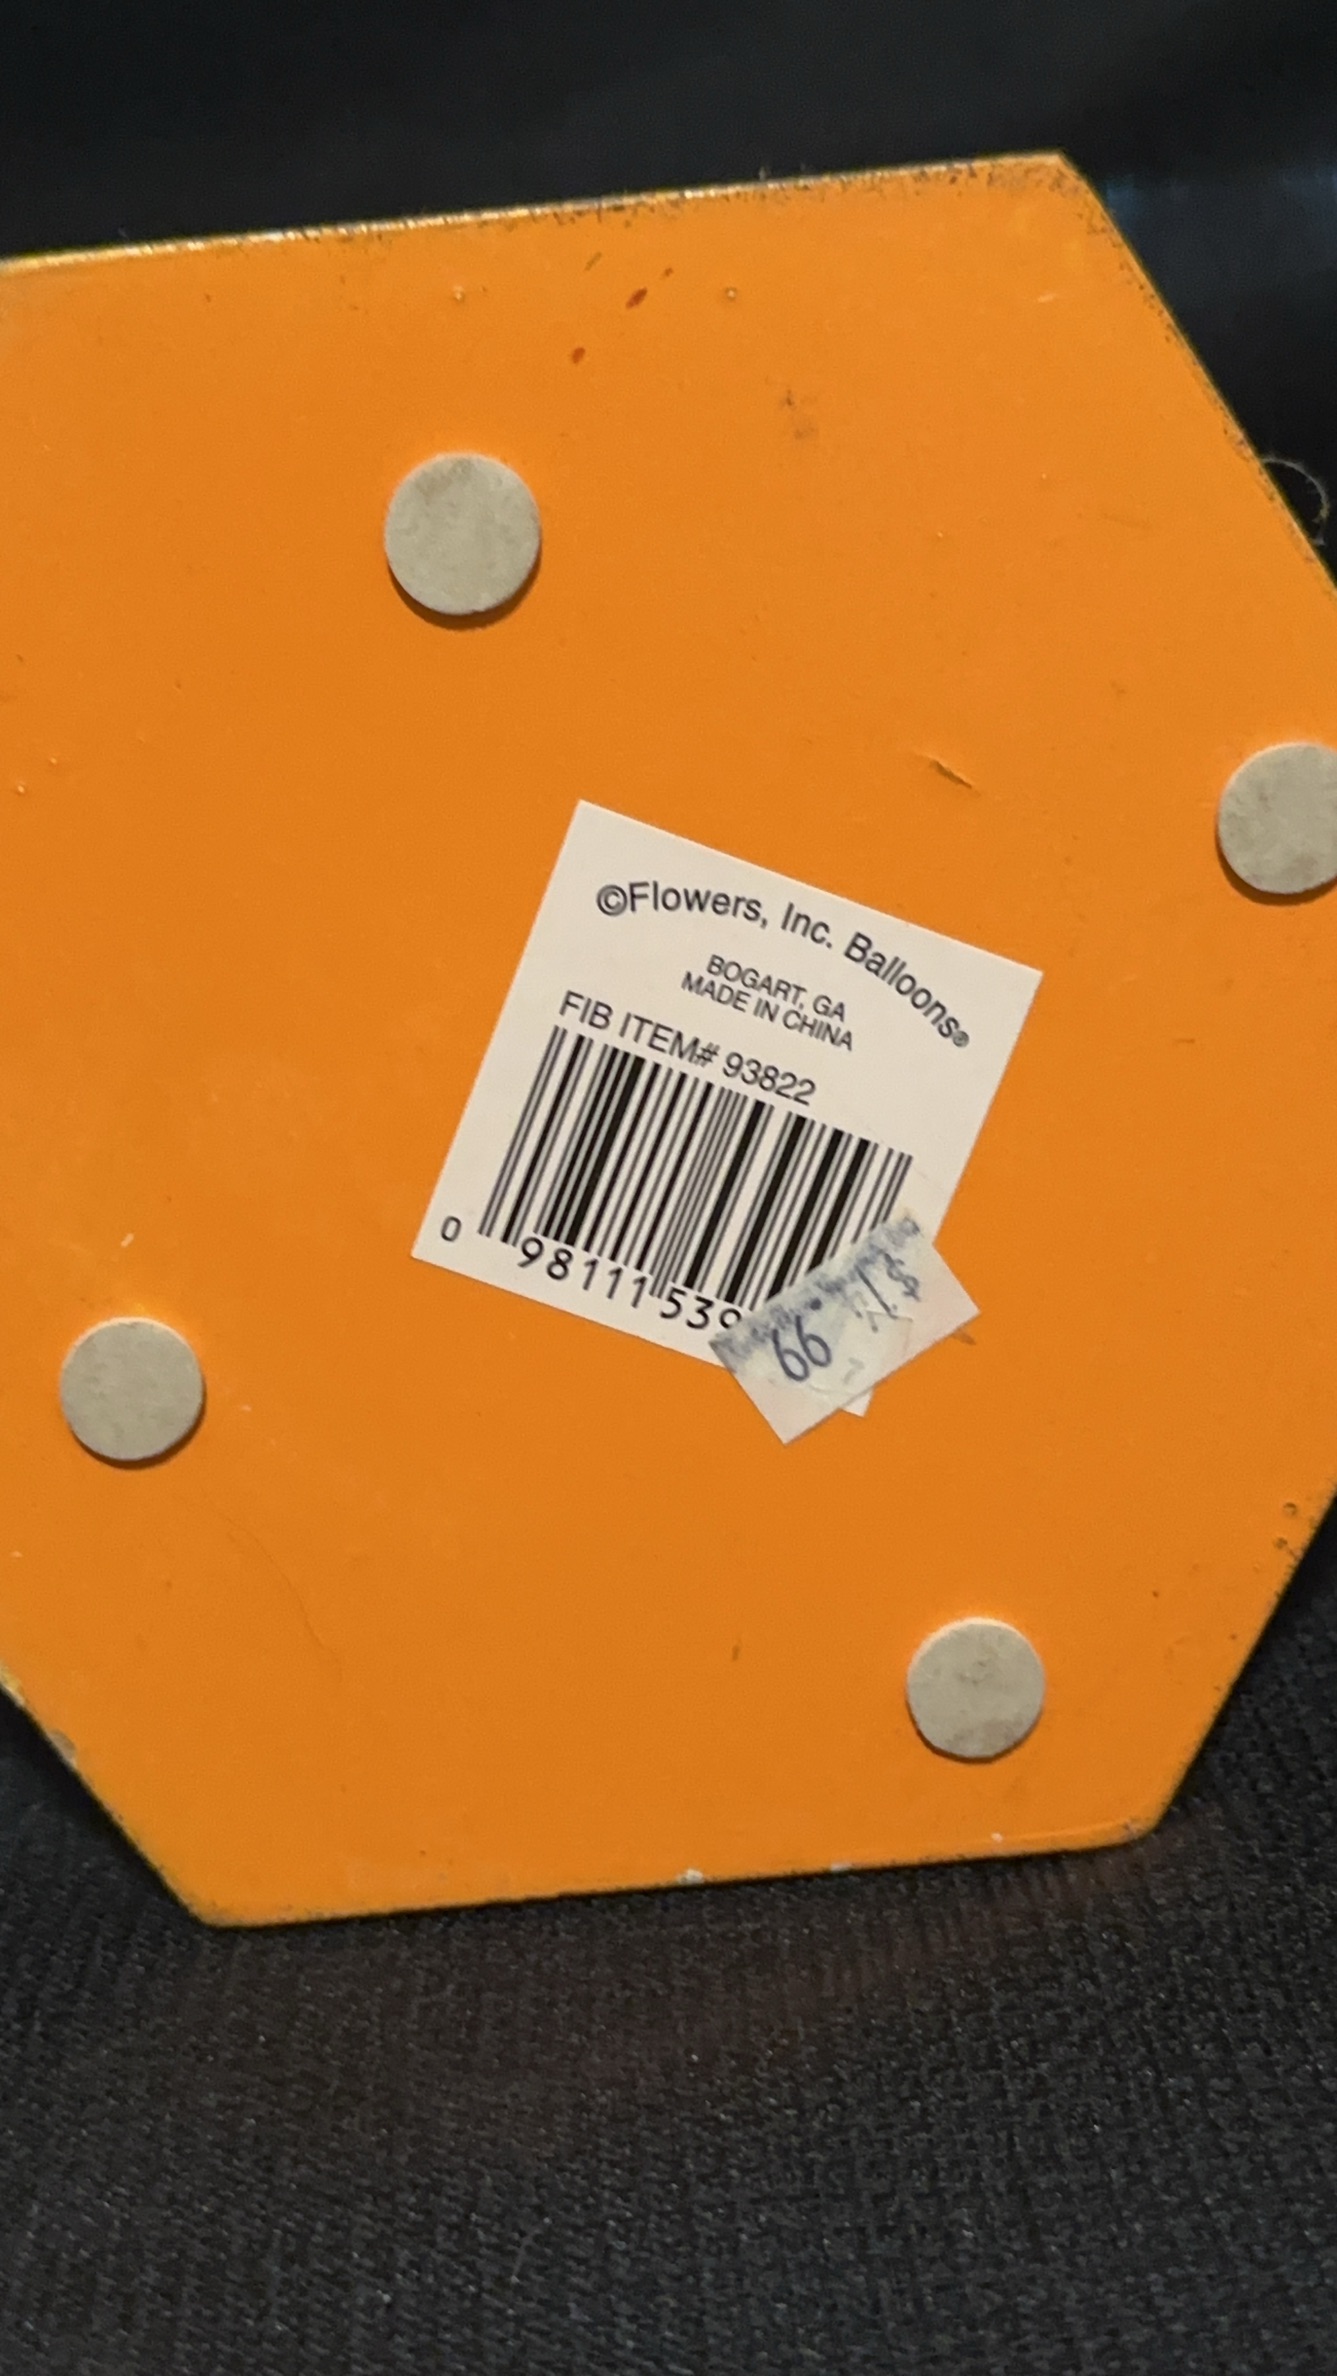 ©Flowers, Inc. Balloons®
BOGART, GA
MADE IN CHINA
FIB ITEM# 93822
0 98111 539